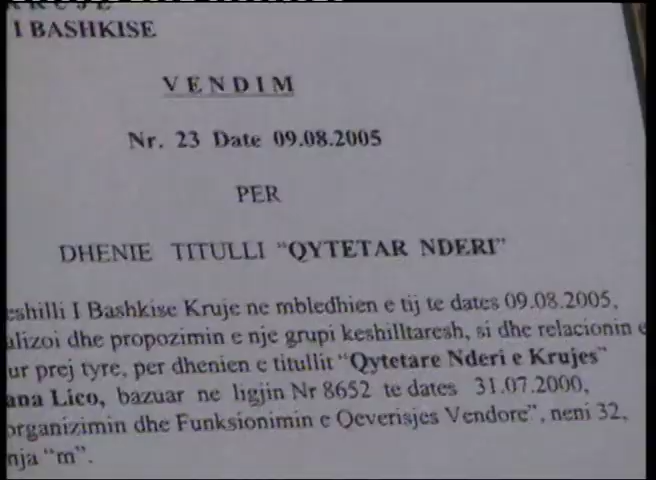 KRUJE
I BASHKISE
VENDIM
Nr. 23 Date 09.08.2005
PER
DHENIE TITULLI “QYTETAR NDERI”
eshilli I Bashkise Kruje ne mbledhien e tij te dates 09.08.2005,
alizoi dhe propozimin e nje grupi keshilltaresh, si dhe relacionin e
ur prej tyre, per dhenien e titullit “Qytetare Nderi e Krujes”
ana Lico, bazuar ne ligjin Nr 8652 te dates 31.07.2000,
organizimin dhe Funksionimin e Qeverisjes Vendore”, neni 32,
nja “m”.